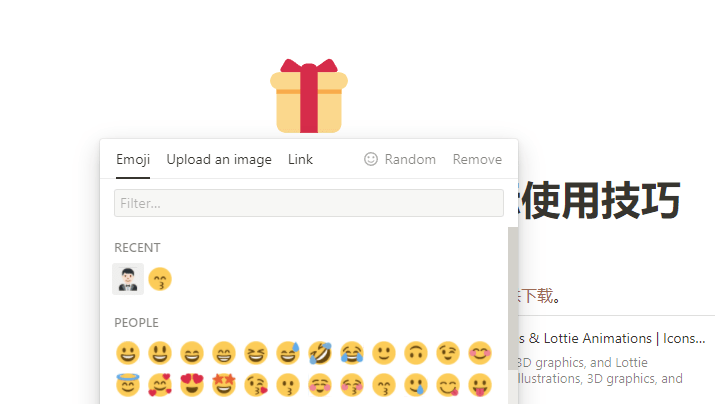 Emoji Upload an image Link Random Remove
使用技巧
Filter...
RECENT
下载。
PEOPLE
& Lottie Animations | Icons...
3D graphics, and Lottie
llustrations, 3D graphics, and